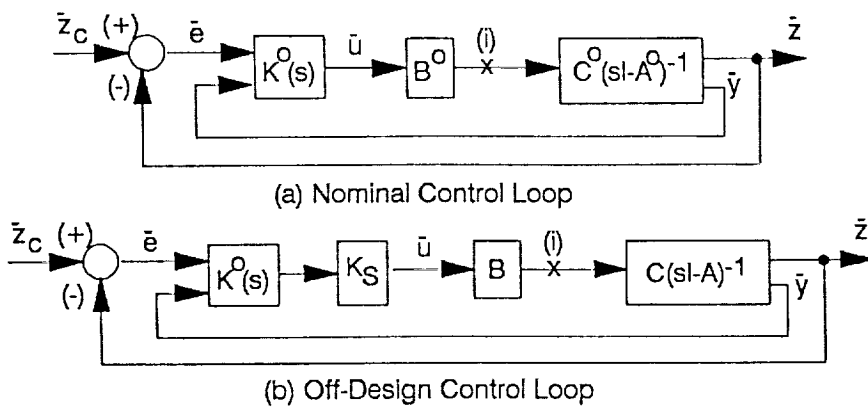 z̄c (+) ē K°(s) ū B° (i) x C°(sI-A°)⁻¹ z̄
(-) ȳ
(a) Nominal Control Loop
z̄c (+) ē K°(s) KS ū B (i) x C(sI-A)⁻¹ z̄
(-) ȳ
(b) Off-Design Control Loop